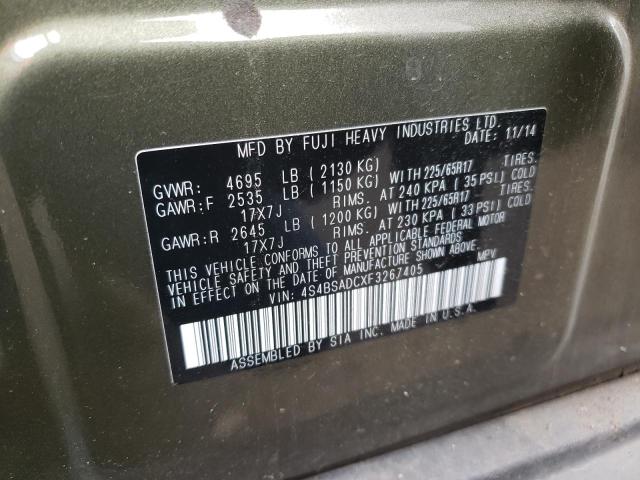 MFD BY FUJI HEAVY INDUSTRIES LTD.
DATE: 11/14
GVWR: 4695 LB (2130 KG)
GAWR:F 2535 LB (1150 KG) WITH 225/65R17 TIRES.
17X7J RIMS. AT 240 KPA (35 PSI) COLD
GAWR:R 2645 LB (1200 KG) WITH 225/65R17 TIRES.
17X7J RIMS. AT 230 KPA (33 PSI) COLD
THIS VEHICLE CONFORMS TO ALL APPLICABLE FEDERAL MOTOR
VEHICLE SAFETY AND THEFT PREVENTION STANDARDS
IN EFFECT ON THE DATE OF MANUFACTURE SHOWN ABOVE.
VIN: 4S4BSADCXF3267405 MPV
ASSEMBLED BY SIA INC. MADE IN U.S.A.